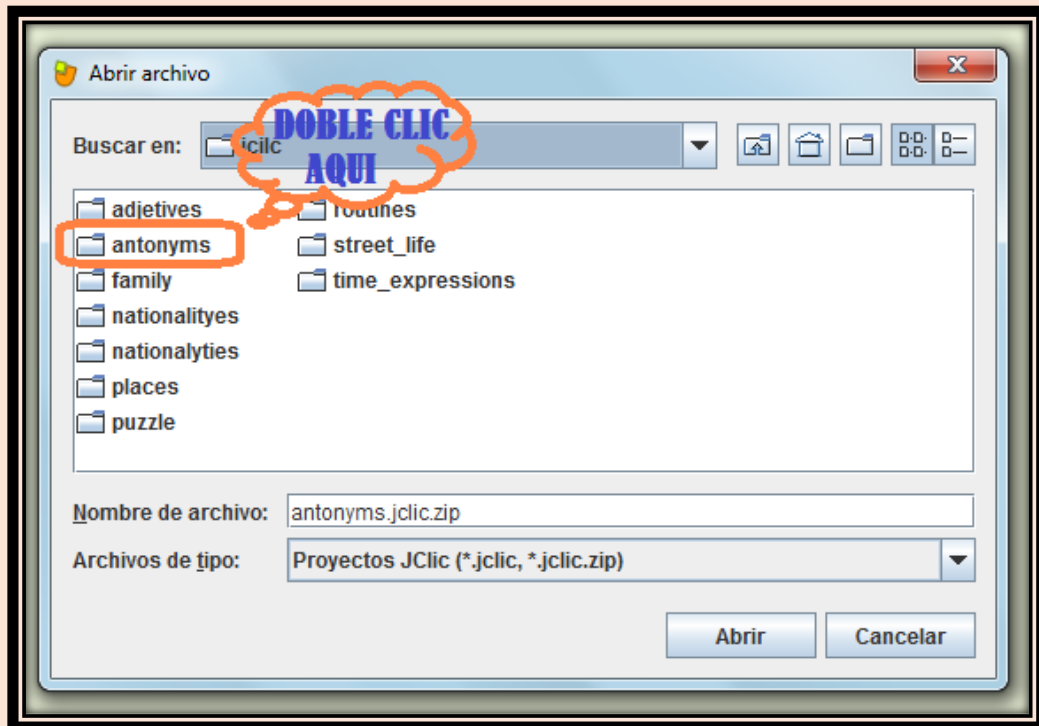 Abrir archivo
x
DOBLE CLIC
AQUI
Buscar en: jcilc
adjetives
antonyms
family
nationalityes
nationalyties
places
puzzle
routines
street_life
time_expressions
Nombre de archivo: antonyms.jclic.zip
Archivos de tipo: Proyectos JClic (*.jclic, *.jclic.zip)
Abrir Cancelar